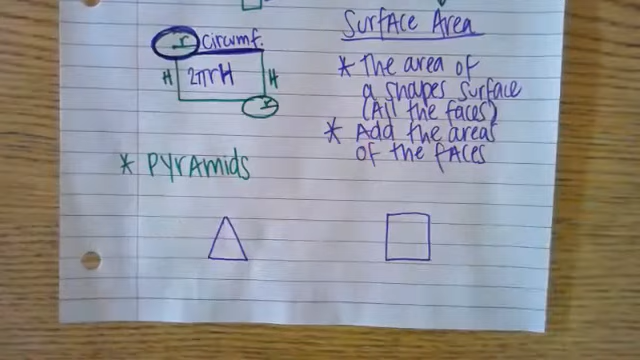 Surface Area
r circumf.
H 2πrH H
r
* The area of
a shapes surface
(All the faces)
* Add the areas
of the faces
* Pyramids